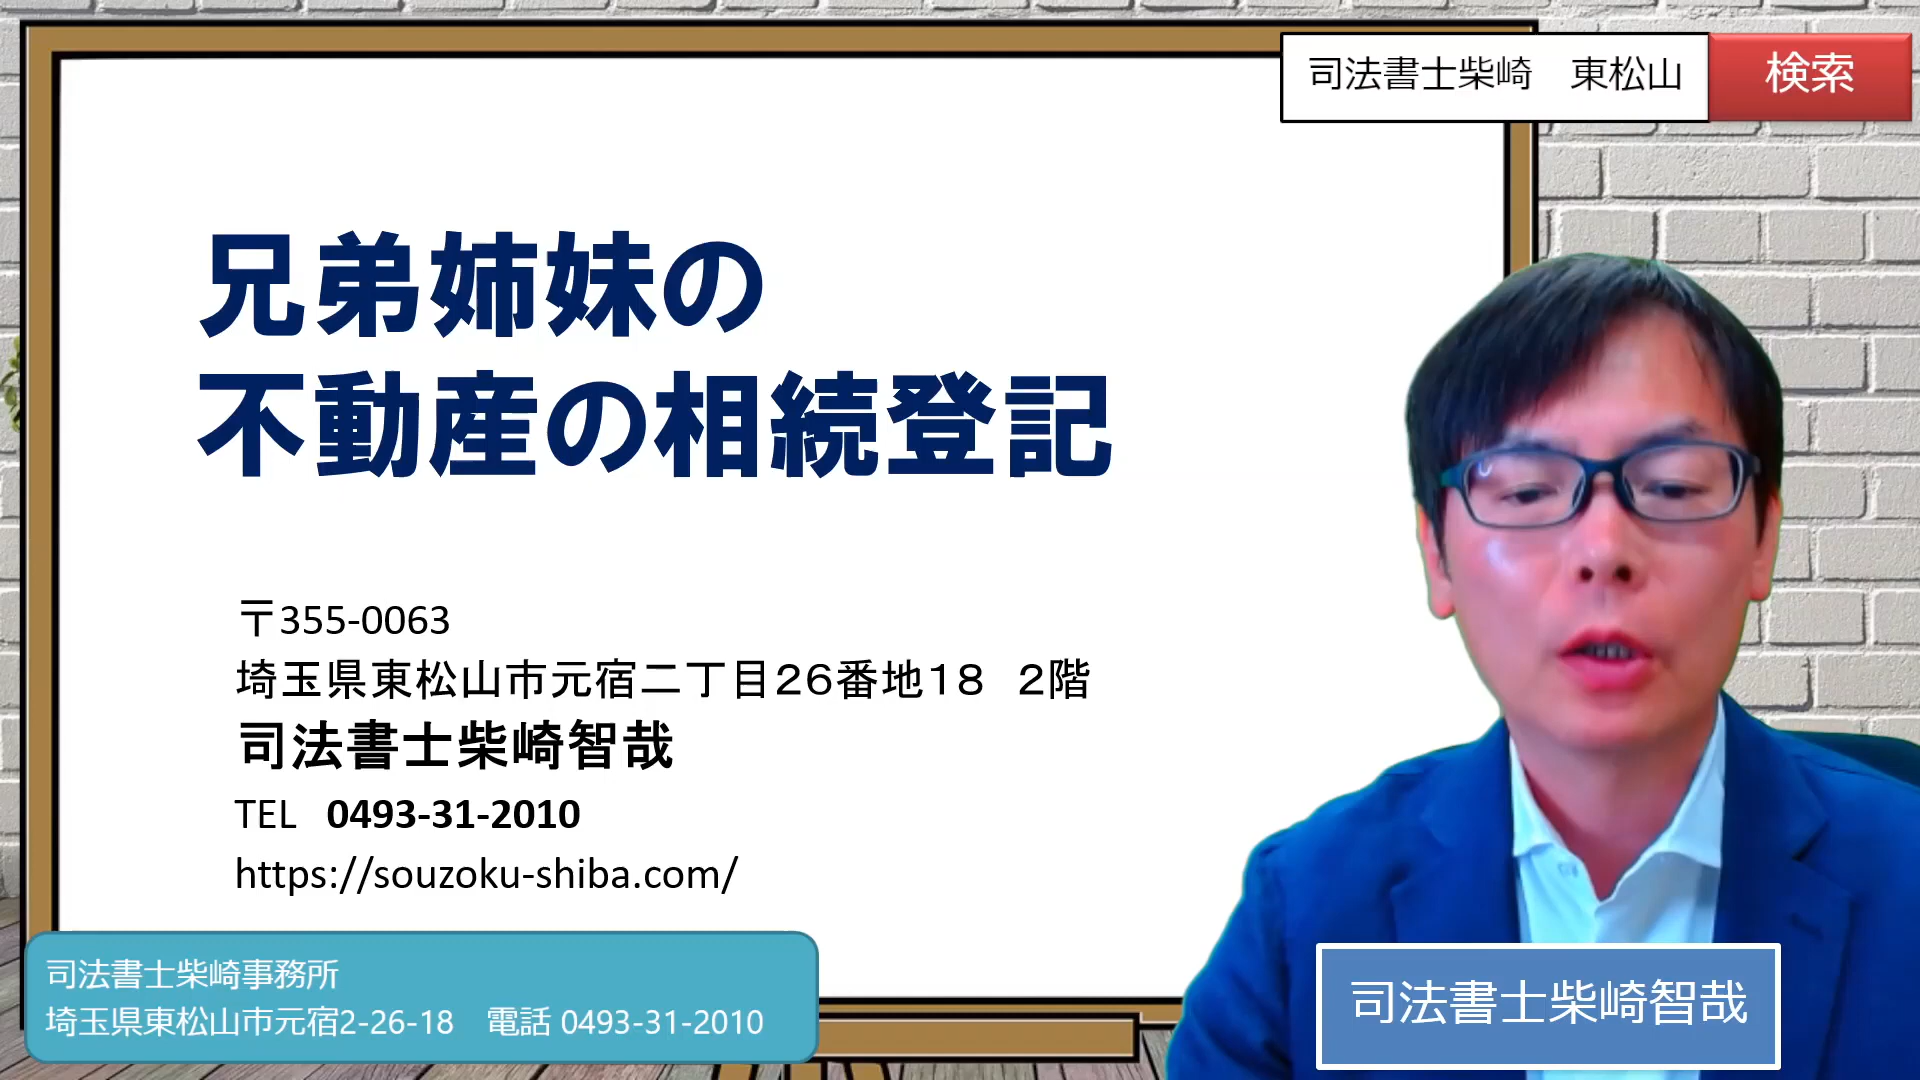 司法書士柴崎　東松山
検索
兄弟姉妹の
不動産の相続登記
〒355-0063
埼玉県東松山市元宿二丁目２６番地１８　２階
司法書士柴崎智哉
TEL 0493-31-2010
https://souzoku-shiba.com/
司法書士柴崎事務所
埼玉県東松山市元宿2-26-18　電話 0493-31-2010
司法書士柴崎智哉